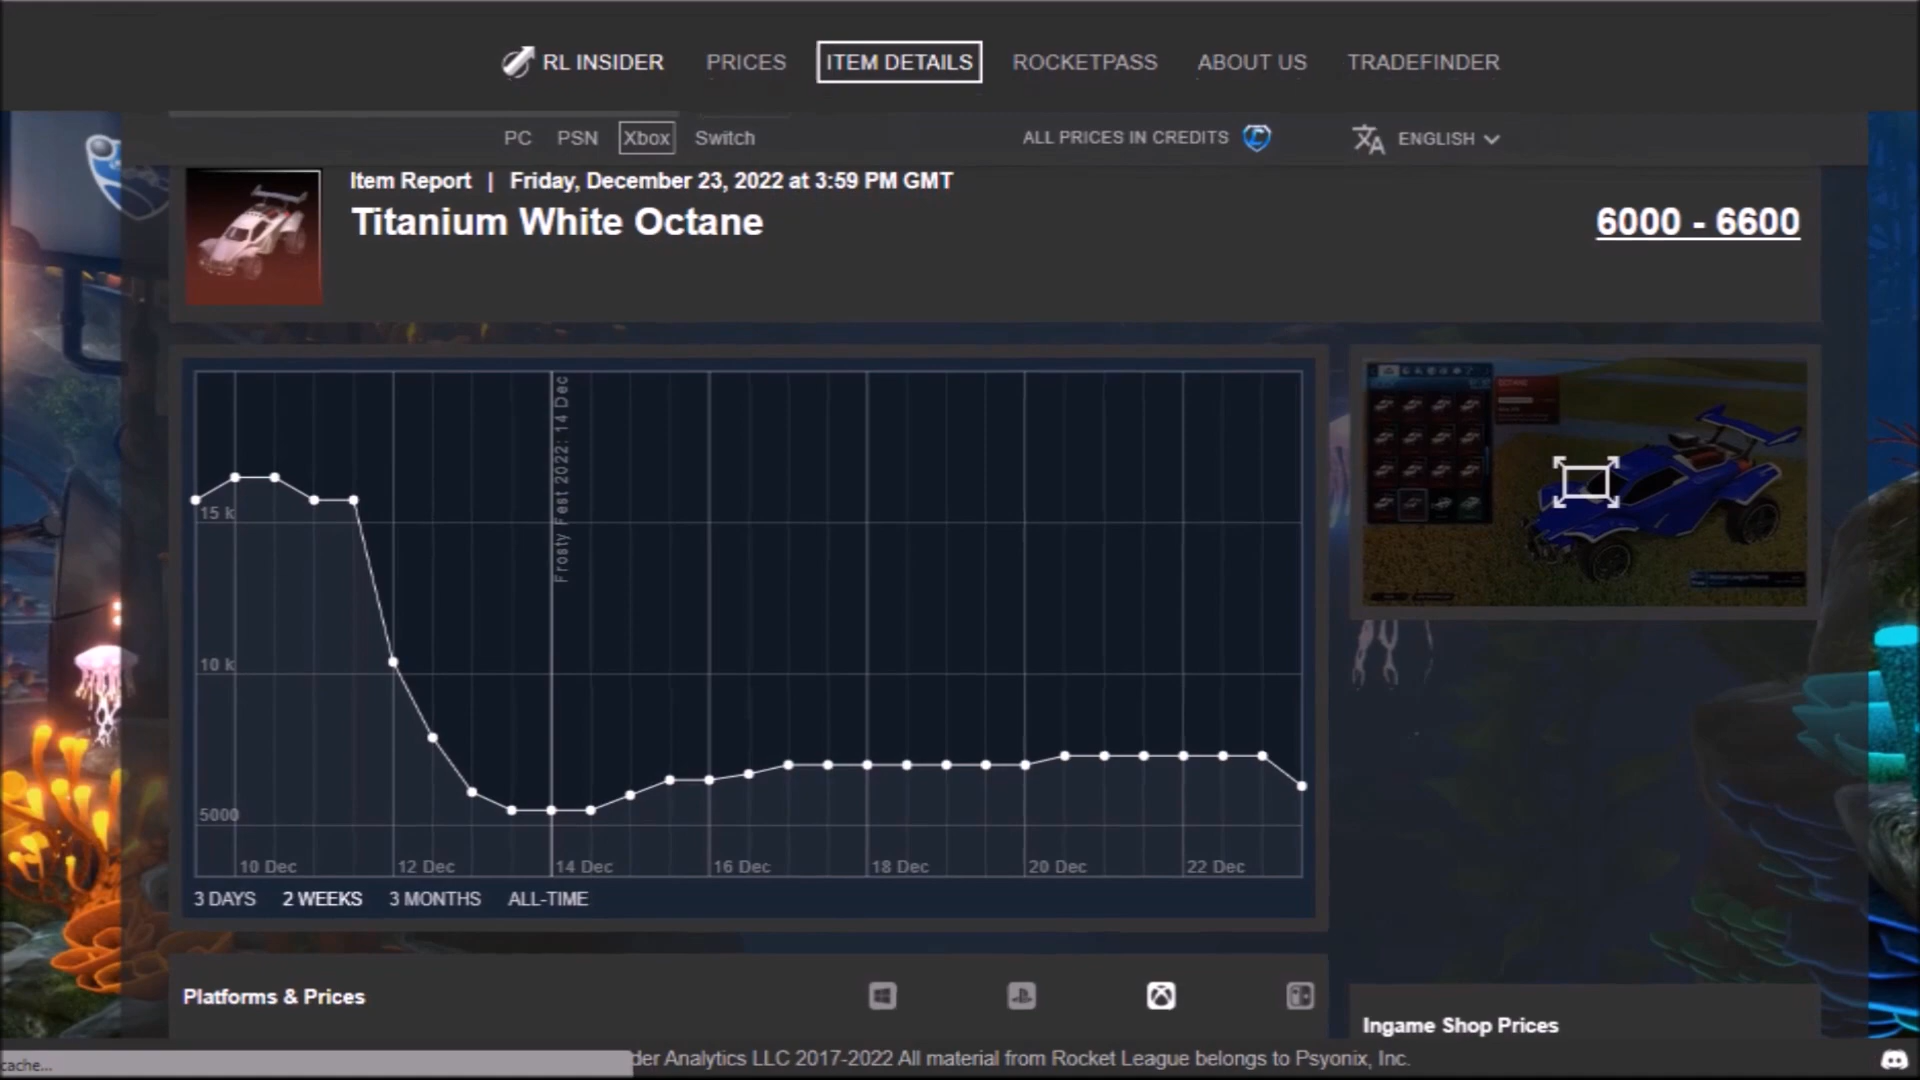 RL INSIDER PRICES ITEM DETAILS ROCKETPASS ABOUT US TRADEFINDER
PC PSN Xbox Switch ALL PRICES IN CREDITS ENGLISH
Item Report | Friday, December 23, 2022 at 3:59 PM GMT
Titanium White Octane
6000 - 6600
Frosty Fest 2022: 14 Dec
15 k
10 k
5000
10 Dec 12 Dec 14 Dec 16 Dec 18 Dec 20 Dec 22 Dec
3 DAYS 2 WEEKS 3 MONTHS ALL-TIME
OCTANE
Platforms & Prices
Ingame Shop Prices
cache...
der Analytics LLC 2017-2022 All material from Rocket League belongs to Psyonix, Inc.